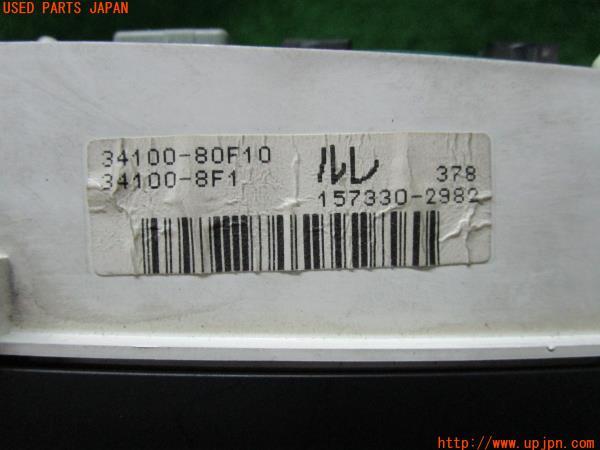 USED PARTS JAPAN
34100-80F10
34100-8F1
ルレ
378
157330-2982
http://www.upjpn.com/